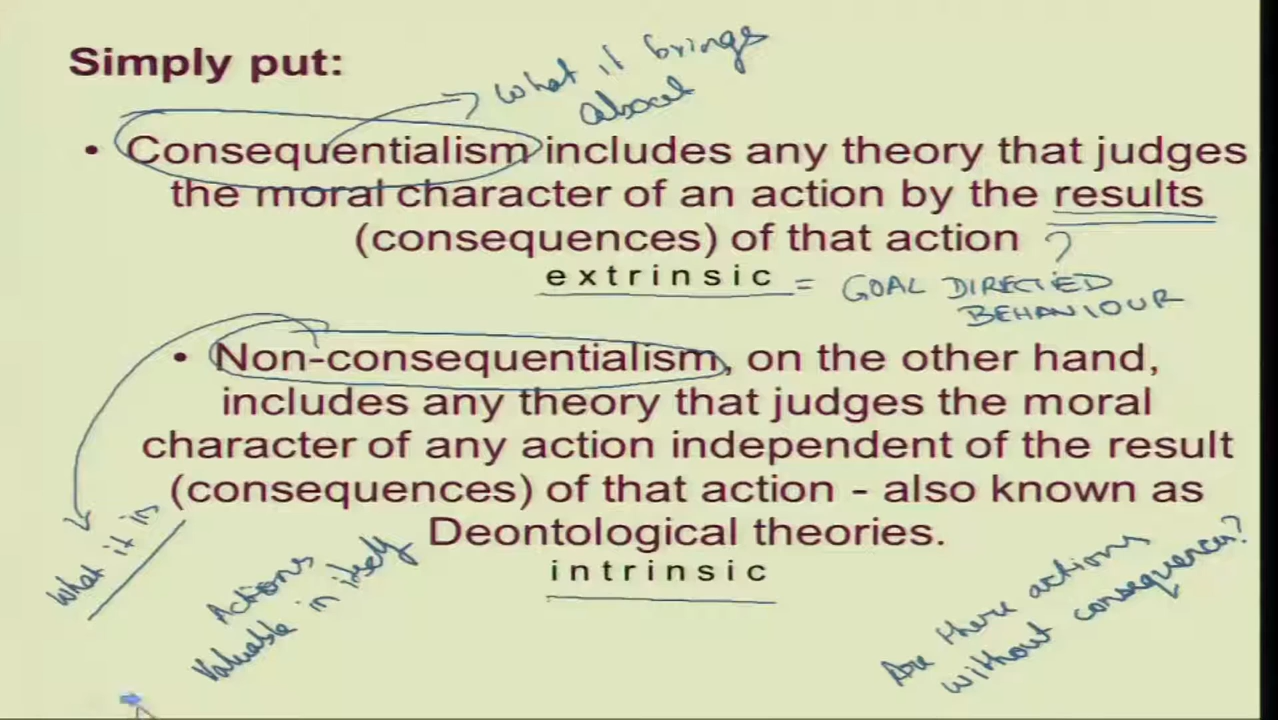 Simply put:
What it brings
about
• Consequentialism includes any theory that judges
the moral character of an action by the results
(consequences) of that action ?
extrinsic = GOAL DIRECTED
BEHAVIOUR
• Non-consequentialism, on the other hand,
includes any theory that judges the moral
character of any action independent of the result
(consequences) of that action - also known as
Deontological theories.
intrinsic
What it is
Actions
Valuable in itself
Are there actions
without consequences?